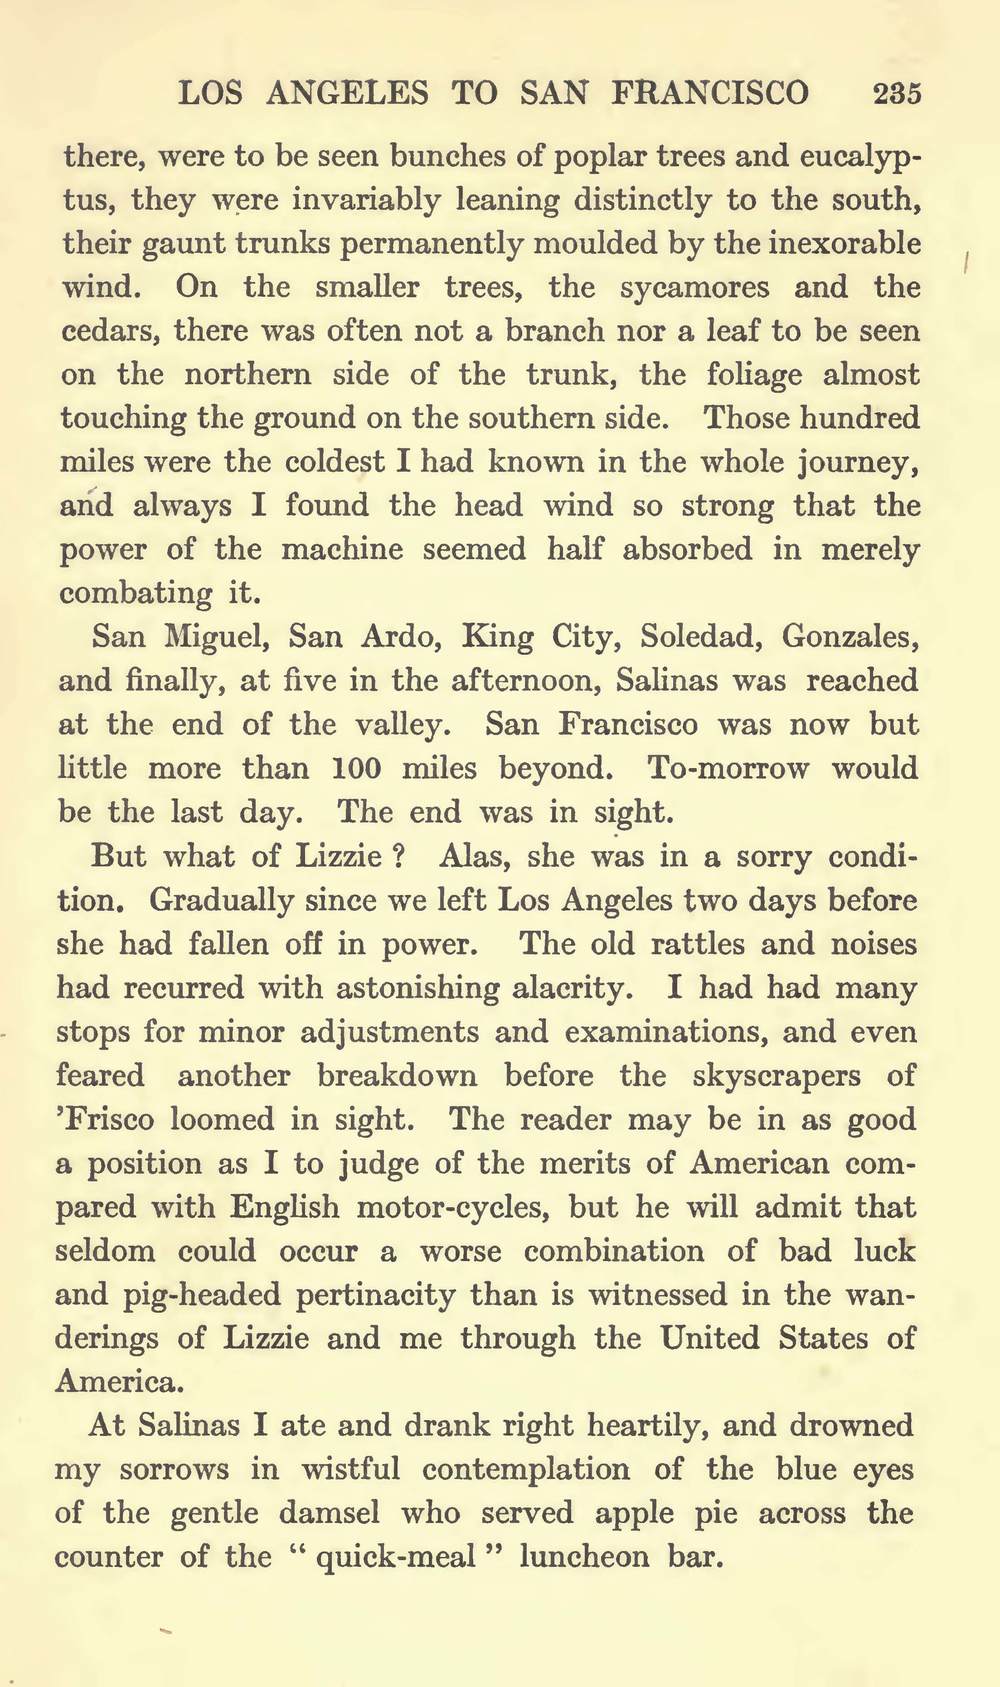 LOS ANGELES TO SAN FRANCISCO 235
there, were to be seen bunches of poplar trees and eucalyp-
tus, they were invariably leaning distinctly to the south,
their gaunt trunks permanently moulded by the inexorable
wind. On the smaller trees, the sycamores and the
cedars, there was often not a branch nor a leaf to be seen
on the northern side of the trunk, the foliage almost
touching the ground on the southern side. Those hundred
miles were the coldest I had known in the whole journey,
and always I found the head wind so strong that the
power of the machine seemed half absorbed in merely
combating it.
San Miguel, San Ardo, King City, Soledad, Gonzales,
and finally, at five in the afternoon, Salinas was reached
at the end of the valley. San Francisco was now but
little more than 100 miles beyond. To-morrow would
be the last day. The end was in sight.
But what of Lizzie ? Alas, she was in a sorry condi-
tion. Gradually since we left Los Angeles two days before
she had fallen off in power. The old rattles and noises
had recurred with astonishing alacrity. I had had many
stops for minor adjustments and examinations, and even
feared another breakdown before the skyscrapers of
’Frisco loomed in sight. The reader may be in as good
a position as I to judge of the merits of American com-
pared with English motor-cycles, but he will admit that
seldom could occur a worse combination of bad luck
and pig-headed pertinacity than is witnessed in the wan-
derings of Lizzie and me through the United States of
America.
At Salinas I ate and drank right heartily, and drowned
my sorrows in wistful contemplation of the blue eyes
of the gentle damsel who served apple pie across the
counter of the “ quick-meal ” luncheon bar.